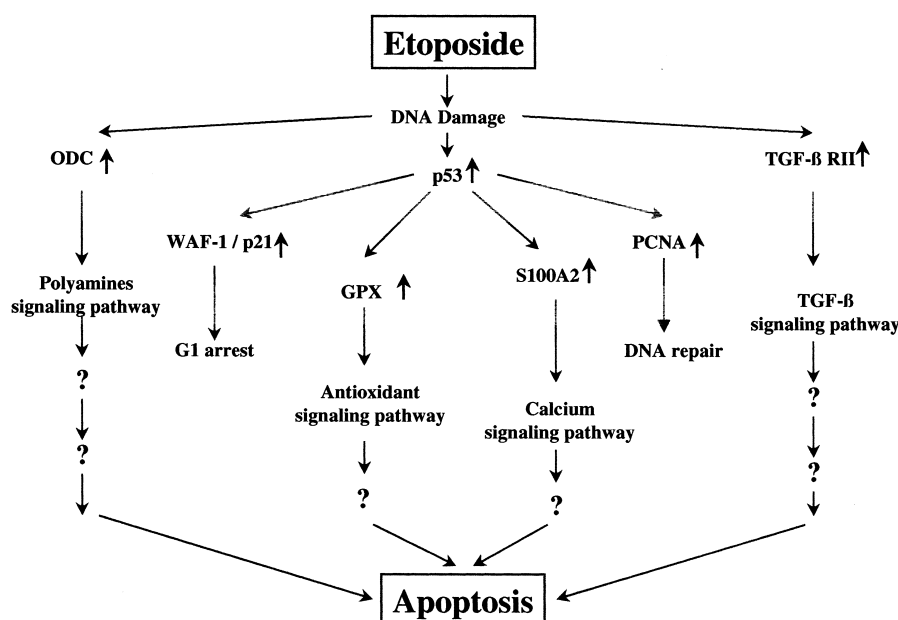 Etoposide
DNA Damage
ODC
p53
TGF-ß RII
WAF-1 / p21
PCNA
S100A2
GPX
Polyamines
signaling pathway
TGF-ß
signaling pathway
G1 arrest
DNA repair
Antioxidant
signaling pathway
Calcium
signaling pathway
?
?
?
?
?
?
Apoptosis